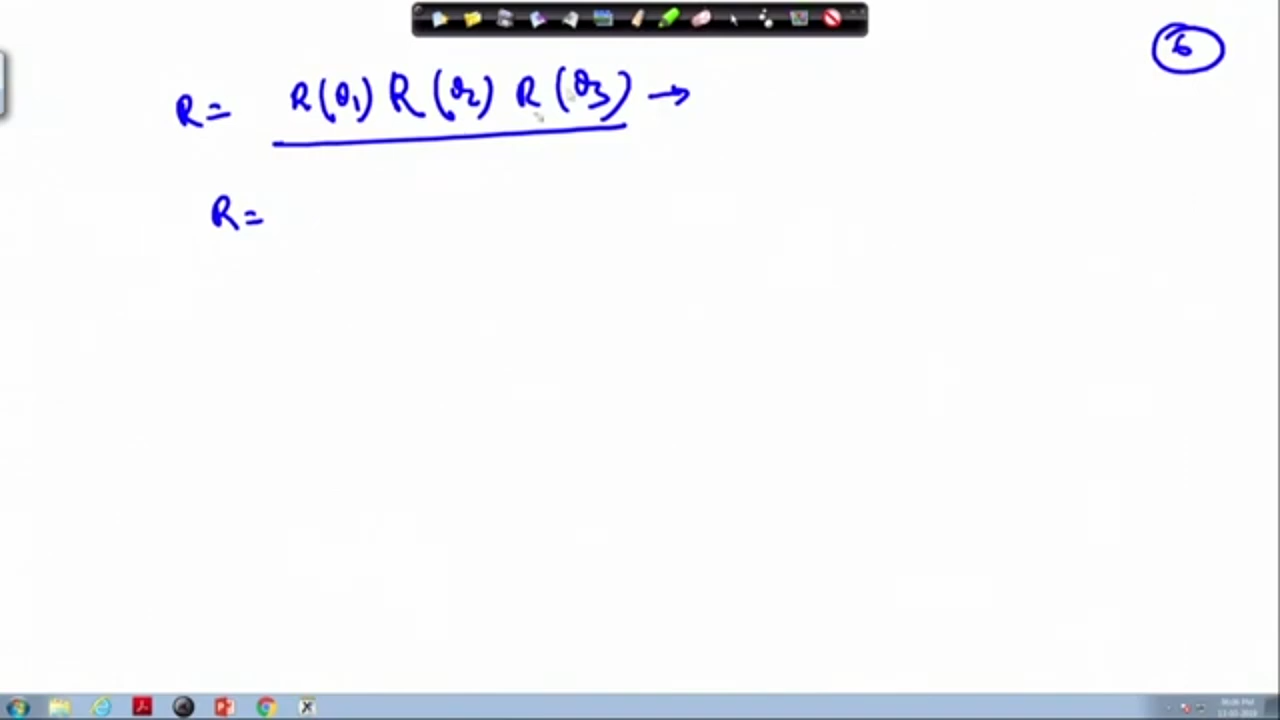 6
R = R(θ1) R(θ2) R(θ3) →
R =